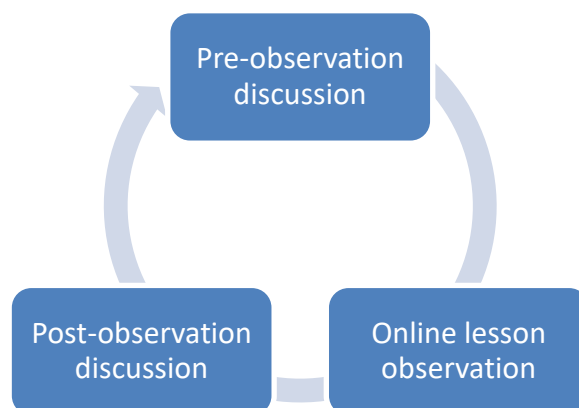 Pre-observation
discussion
Online lesson
observation
Post-observation
discussion